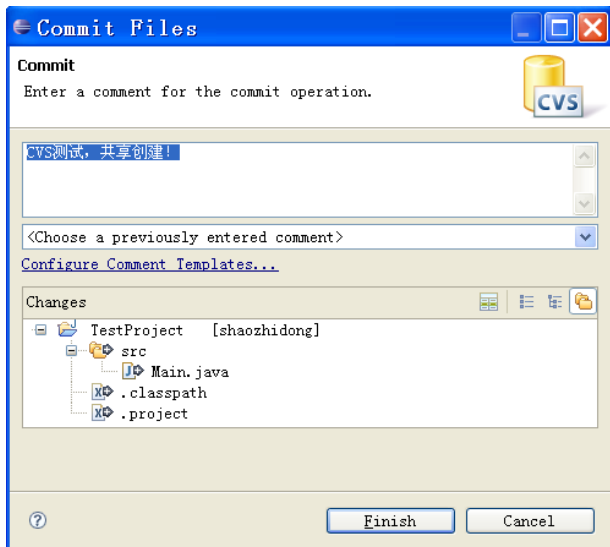 Commit Files
Commit
Enter a comment for the commit operation.
CVS
CVS测试，共享创建！
<Choose a previously entered comment>
Configure Comment Templates...
Changes
TestProject [shaozhidong]
src
Main.java
.classpath
.project
Finish
Cancel